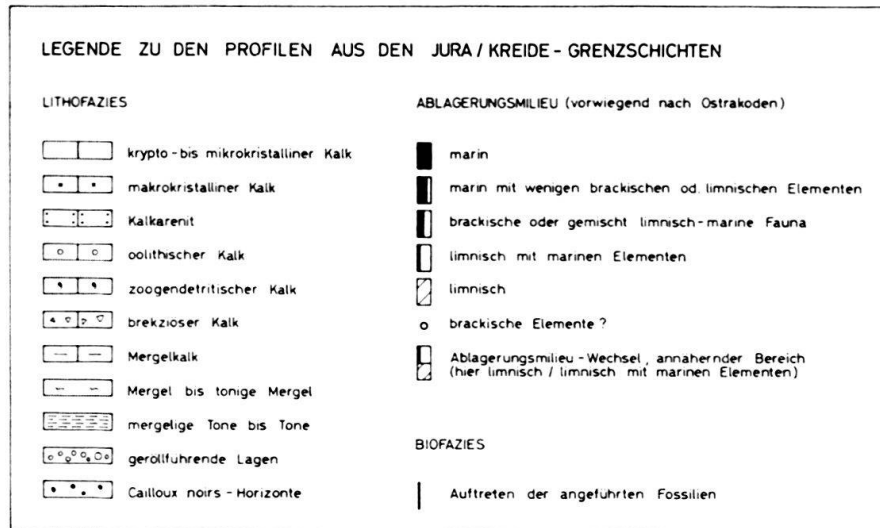 LEGENDE ZU DEN PROFILEN AUS DEN JURA / KREIDE - GRENZSCHICHTEN
LITHOFAZIES
krypto - bis mikrokristalliner Kalk
makrokristalliner Kalk
Kalkarenit
oolithischer Kalk
zoogendetritischer Kalk
brekziöser Kalk
Mergelkalk
Mergel bis tonige Mergel
mergelige Tone bis Tone
geröllführende Lagen
Cailloux noirs - Horizonte
ABLAGERUNGSMILIEU (vorwiegend nach Ostrakoden)
marin
marin mit wenigen brackischen od. limnischen Elementen
brackische oder gemischt limnisch - marine Fauna
limnisch mit marinen Elementen
limnisch
brackische Elemente ?
Ablagerungsmilieu - Wechsel , annahernder Bereich
(hier limnisch / limnisch mit marinen Elementen)
BIOFAZIES
Auftreten der angeführten Fossilien